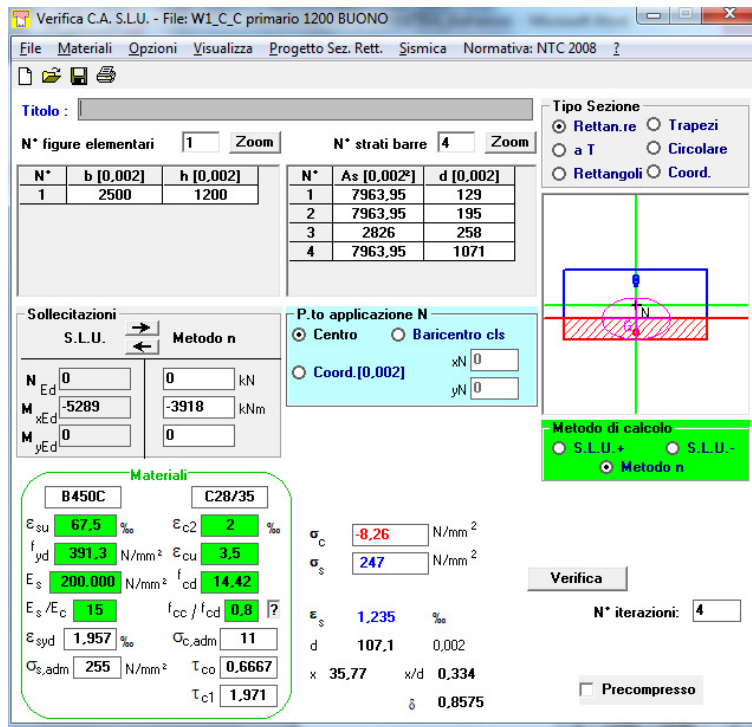 Verifica C.A. S.L.U. - File: W1_C_C primario 1200 BUONO
File Materiali Opzioni Visualizza Progetto Sez. Rett. Sismica Normativa: NTC 2008 ?
Titolo :
Tipo Sezione
Rettan.re Trapezi
a T Circolare
Rettangoli Coord.
N° figure elementari 1 Zoom N° strati barre 4 Zoom
N° b [0,002] h [0,002]
1 2500 1200
N° As [0,002²] d [0,002]
1 7963,95 129
2 7963,95 195
3 2826 258
4 7963,95 1071
N
G
Sollecitazioni
S.L.U. Metodo n
N Ed 0 0 kN
M xEd -5289 -3918 kNm
M yEd 0 0
P.to applicazione N
Centro Baricentro cls
Coord.[0,002] xN 0
yN 0
Metodo di calcolo
S.L.U.+ S.L.U.-
Metodo n
Materiali
B450C C28/35
εsu 67,5 ‰ εc2 2 ‰
fyd 391,3 N/mm² εcu 3,5
Es 200.000 N/mm² fcd 14,42
Es/Ec 15 fcc / fcd 0,8 ?
εsyd 1,957 ‰ σc,adm 11
σs,adm 255 N/mm² τco 0,6667
τc1 1,971
σc -8,26 N/mm²
σs 247 N/mm²
εs 1,235 ‰
d 107,1 0,002
x 35,77 x/d 0,334
δ 0,8575
Verifica
N° iterazioni: 4
Precompresso